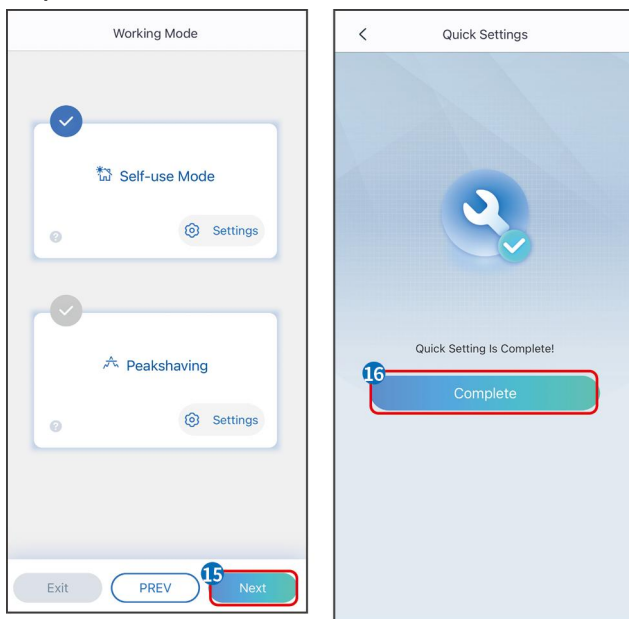 Working Mode
Self-use Mode
Settings
Peakshaving
Settings
Exit
PREV
15
Next
Quick Settings
Quick Setting Is Complete!
16
Complete